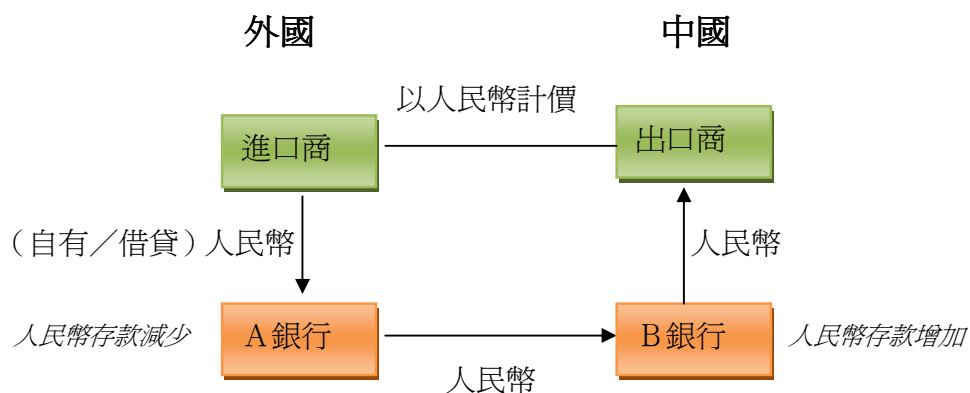 外國
中國
以人民幣計價
進口商
出口商
（自有／借貸）人民幣
人民幣
人民幣存款減少
A銀行
B銀行
人民幣存款增加
人民幣